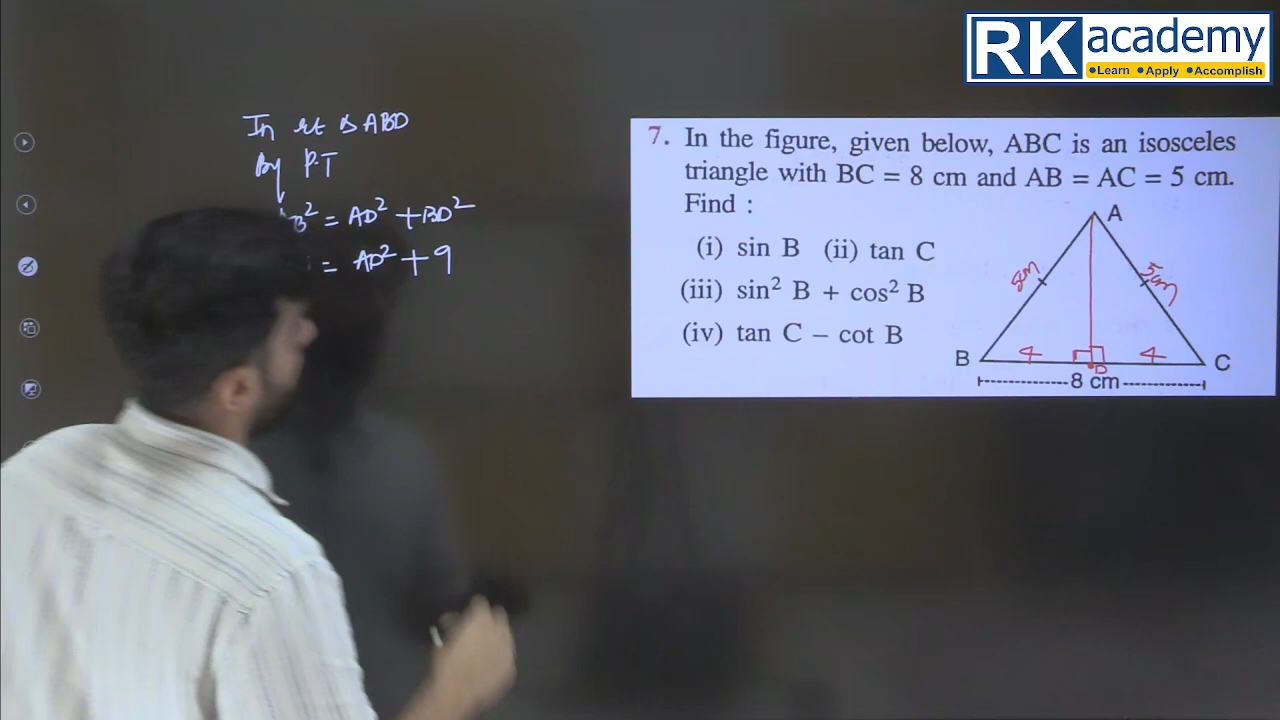 RK academy
•Learn •Apply •Accomplish
In rt Δ ABD
By P.T
B² = AD² + BD²
= AD² + 9
7. In the figure, given below, ABC is an isosceles
triangle with BC = 8 cm and AB = AC = 5 cm.
Find :
(i) sin B (ii) tan C
(iii) sin² B + cos² B
(iv) tan C – cot B
A
5cm
B
4
4
C
D
8 cm